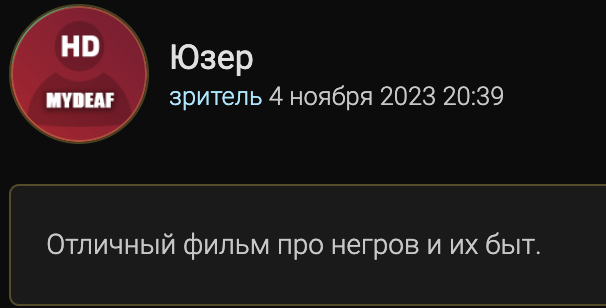 HD
MYDEAF
Юзер
зритель 4 ноября 2023 20:39
Отличный фильм про негров и их быт.